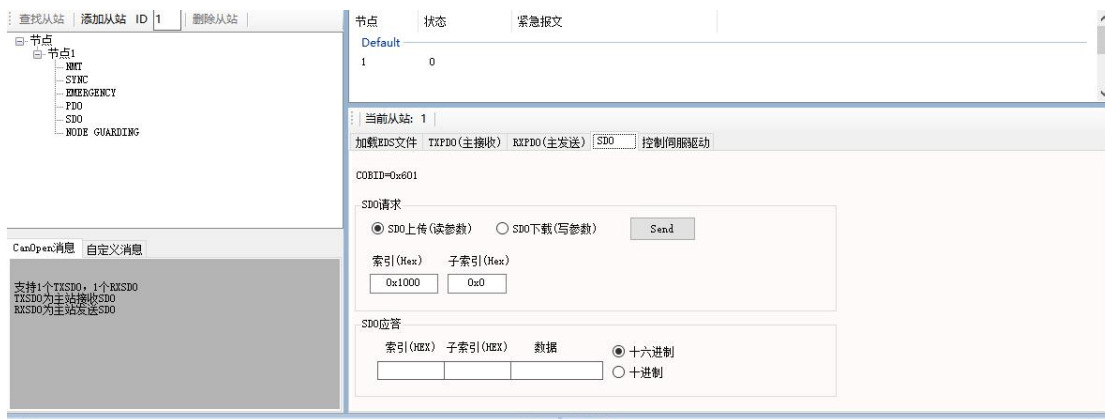 查找从站 添加从站 ID 1 删除从站
节点
节点1
NMT
SYNC
EMERGENCY
PDO
SDO
NODE GUARDING
CanOpen消息 自定义消息
支持1个TXSDO，1个RXSDO
TXSDO为主站接收SDO
RXSDO为主站发送SDO
节点 状态 紧急报文
Default
1 0
当前从站: 1
加载EDS文件 TXPDO(主接收) RXPDO(主发送) SDO 控制伺服驱动
COBID=0x601
SDO请求
SDO上传(读参数) SDO下载(写参数) Send
索引(Hex) 子索引(Hex)
0x1000 0x0
SDO应答
索引(HEX) 子索引(HEX) 数据 十六进制
十进制